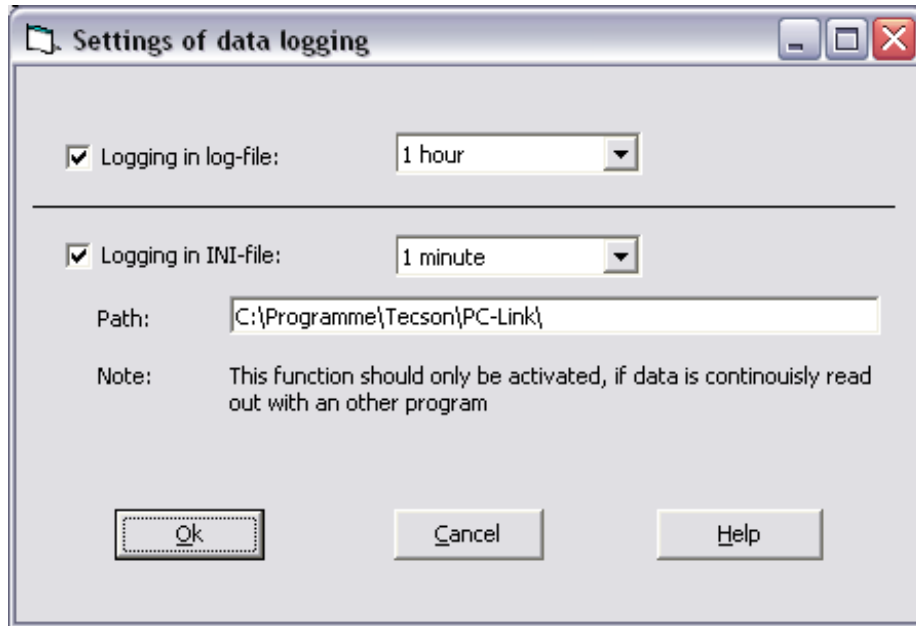 Settings of data logging
Logging in log-file: 1 hour
Logging in INI-file: 1 minute
Path: C:\Programme\Tecson\PC-Link\
Note: This function should only be activated, if data is continouisly read
out with an other program
Ok Cancel Help